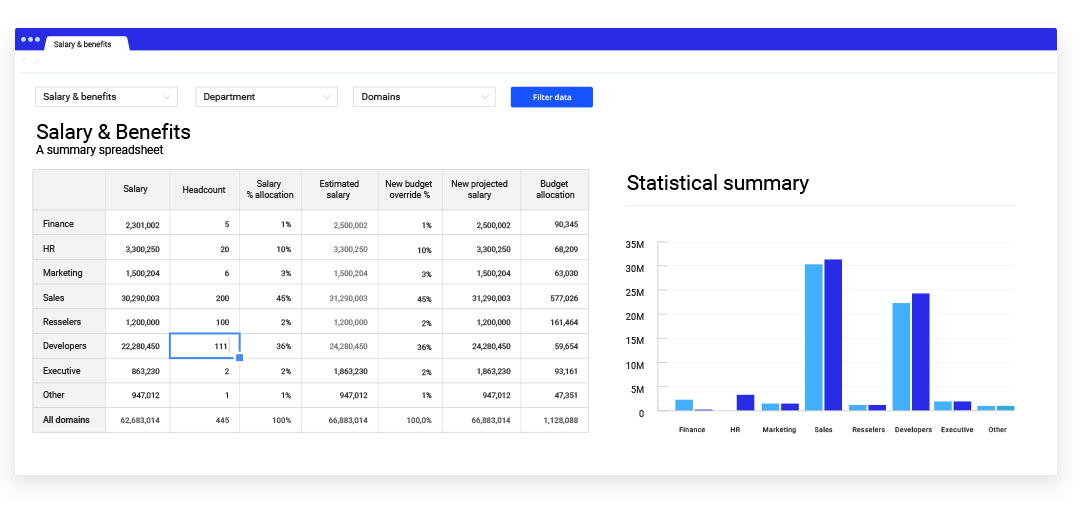 Salary & benefits
Salary & benefits Department Domains Filter data
Salary & Benefits
A summary spreadsheet
Salary Headcount Salary % allocation Estimated salary New budget override % New projected salary Budget allocation
Finance 2,301,002 5 1% 2,500,002 1% 2,500,002 90,345
HR 3,300,250 20 10% 3,300,250 10% 3,300,250 68,209
Marketing 1,500,204 6 3% 1,500,204 3% 1,500,204 63,030
Sales 30,290,003 200 45% 31,290,003 45% 31,290,003 577,026
Resselers 1,200,000 100 2% 1,200,000 2% 1,200,000 161,464
Developers 22,280,450 111 36% 24,280,450 36% 24,280,450 59,654
Executive 863,230 2 2% 1,863,230 2% 1,863,230 93,161
Other 947,012 1 1% 947,012 1% 947,012 47,351
All domains 62,683,014 445 100% 66,883,014 100,0% 66,883,014 1,128,088
Statistical summary
35M
30M
25M
20M
15M
10M
5M
0
Finance HR Marketing Sales Resselers Developers Executive Other